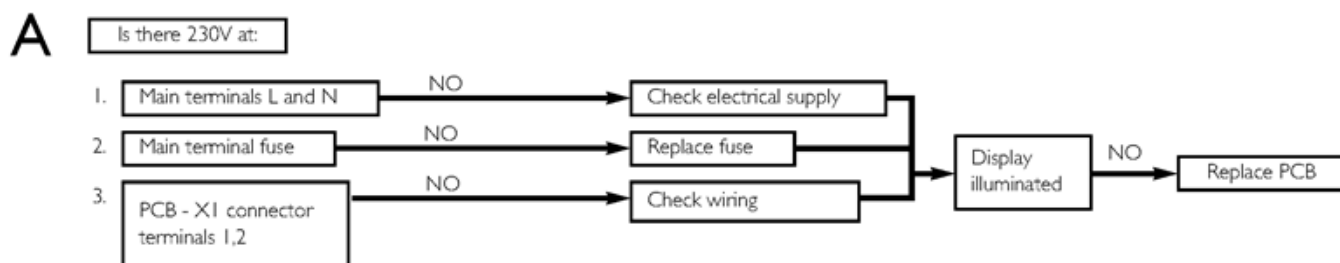 A
Is there 230V at:
1. Main terminals L and N
NO
Check electrical supply
2. Main terminal fuse
NO
Replace fuse
3. PCB - X1 connector
terminals 1,2
NO
Check wiring
Display
illuminated
NO
Replace PCB